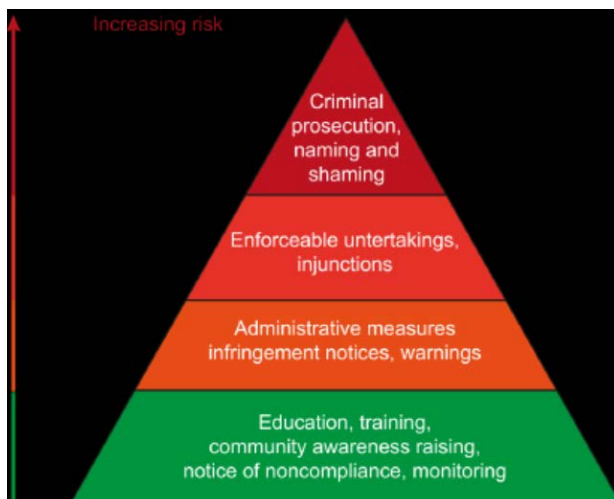 Increasing risk
Criminal
prosecution,
naming and
shaming
Enforceable untertakings,
injunctions
Administrative measures
infringement notices, warnings
Education, training,
community awareness raising,
notice of noncompliance, monitoring